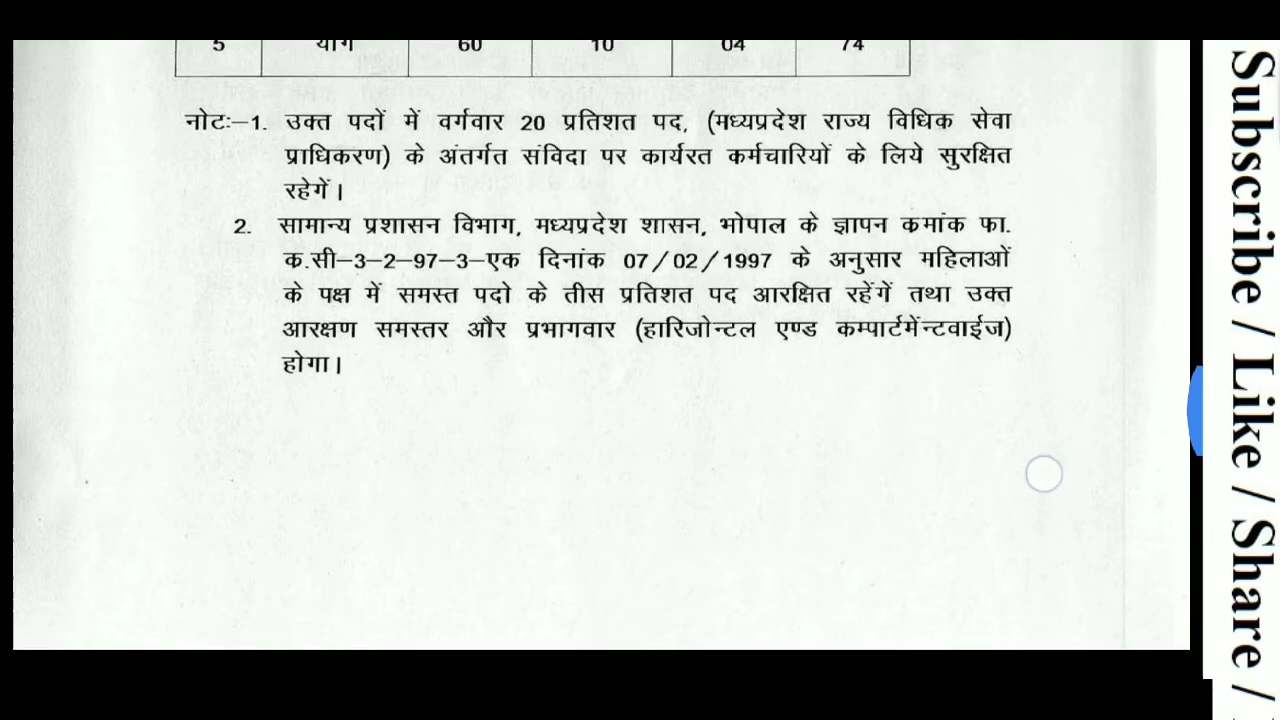 5 योग 60 10 04 74
नोटः–1. उक्त पदों में वर्गवार 20 प्रतिशत पद, (मध्यप्रदेश राज्य विधिक सेवा
प्राधिकरण) के अंतर्गत संविदा पर कार्यरत कर्मचारियों के लिये सुरक्षित
रहेगें।
2. सामान्य प्रशासन विभाग, मध्यप्रदेश शासन, भोपाल के ज्ञापन कमांक फा.
क.सी–3–2–97–3–एक दिनांक 07/02/1997 के अनुसार महिलाओं
के पक्ष में समस्त पदो के तीस प्रतिशत पद आरक्षित रहेंगें तथा उक्त
आरक्षण समस्तर और प्रभागवार (हारिजोन्टल एण्ड कम्पार्टमेंन्टवाईज)
होगा।
Subscribe / Like / Share /